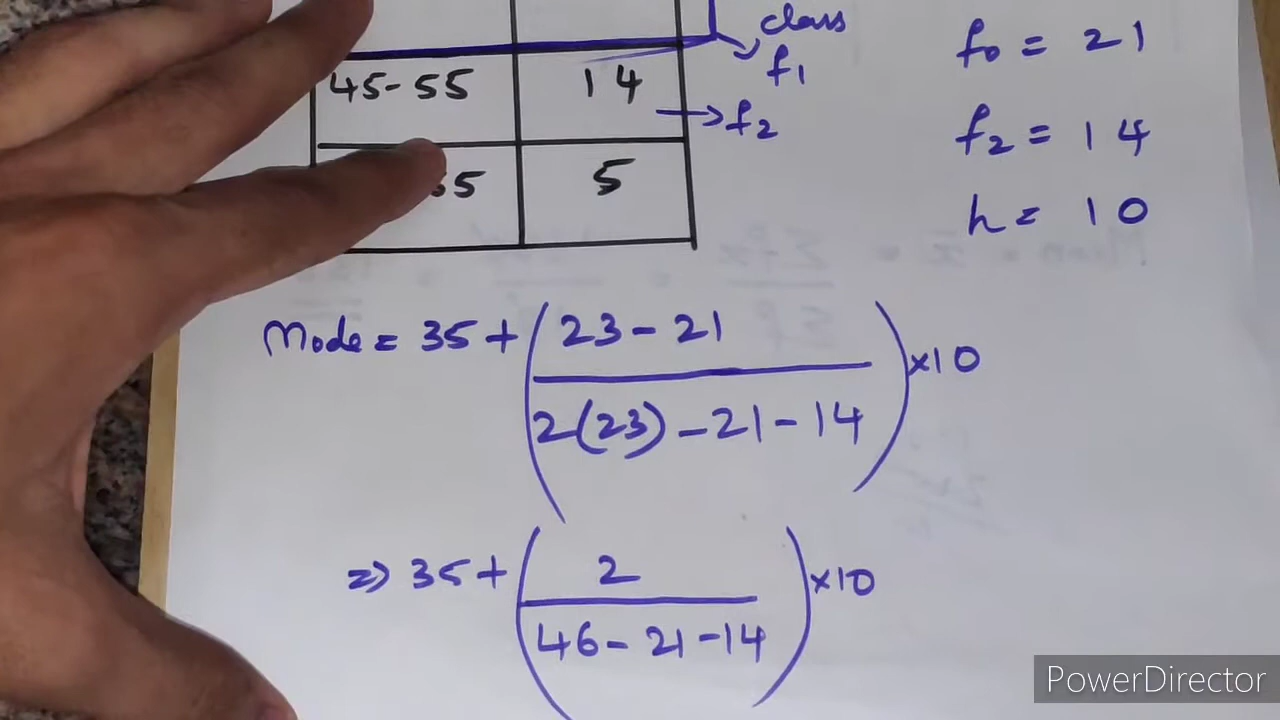 class
f₁
f₀ = 21
45-55 14
→f₂
f₂ = 14
55 5
h = 10
Mode = 35 + (23 - 21 / 2(23) - 21 - 14) ×10
⇒ 35 + (2 / 46 - 21 - 14) ×10
PowerDirector